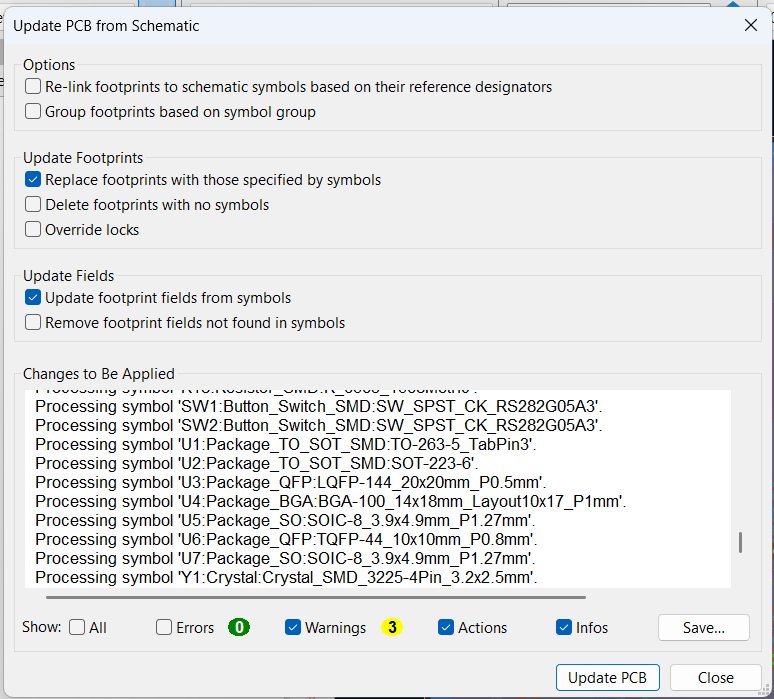 Update PCB from Schematic
Options
Re-link footprints to schematic symbols based on their reference designators
Group footprints based on symbol group
Update Footprints
Replace footprints with those specified by symbols
Delete footprints with no symbols
Override locks
Update Fields
Update footprint fields from symbols
Remove footprint fields not found in symbols
Changes to Be Applied
Processing symbol 'SW1:Button_Switch_SMD:SW_SPST_CK_RS282G05A3'.
Processing symbol 'SW2:Button_Switch_SMD:SW_SPST_CK_RS282G05A3'.
Processing symbol 'U1:Package_TO_SOT_SMD:TO-263-5_TabPin3'.
Processing symbol 'U2:Package_TO_SOT_SMD:SOT-223-6'.
Processing symbol 'U3:Package_QFP:LQFP-144_20x20mm_P0.5mm'.
Processing symbol 'U4:Package_BGA:BGA-100_14x18mm_Layout10x17_P1mm'.
Processing symbol 'U5:Package_SO:SOIC-8_3.9x4.9mm_P1.27mm'.
Processing symbol 'U6:Package_QFP:TQFP-44_10x10mm_P0.8mm'.
Processing symbol 'U7:Package_SO:SOIC-8_3.9x4.9mm_P1.27mm'.
Processing symbol 'Y1:Crystal:Crystal_SMD_3225-4Pin_3.2x2.5mm'.
Show: All Errors 0 Warnings 3 Actions Infos Save...
Update PCB Close